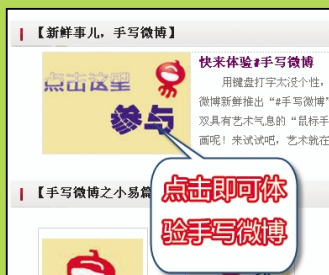 【新鲜事儿，手写微博】
快来体验#手写微博
点击这里
参与
用键盘打字太没个性，
微博新鲜推出“#手写微博”
双具有艺术气息的“鼠标手
画呢！来试试吧，艺术就在
【手写微博之小易篇
点击即可体
验手写微博